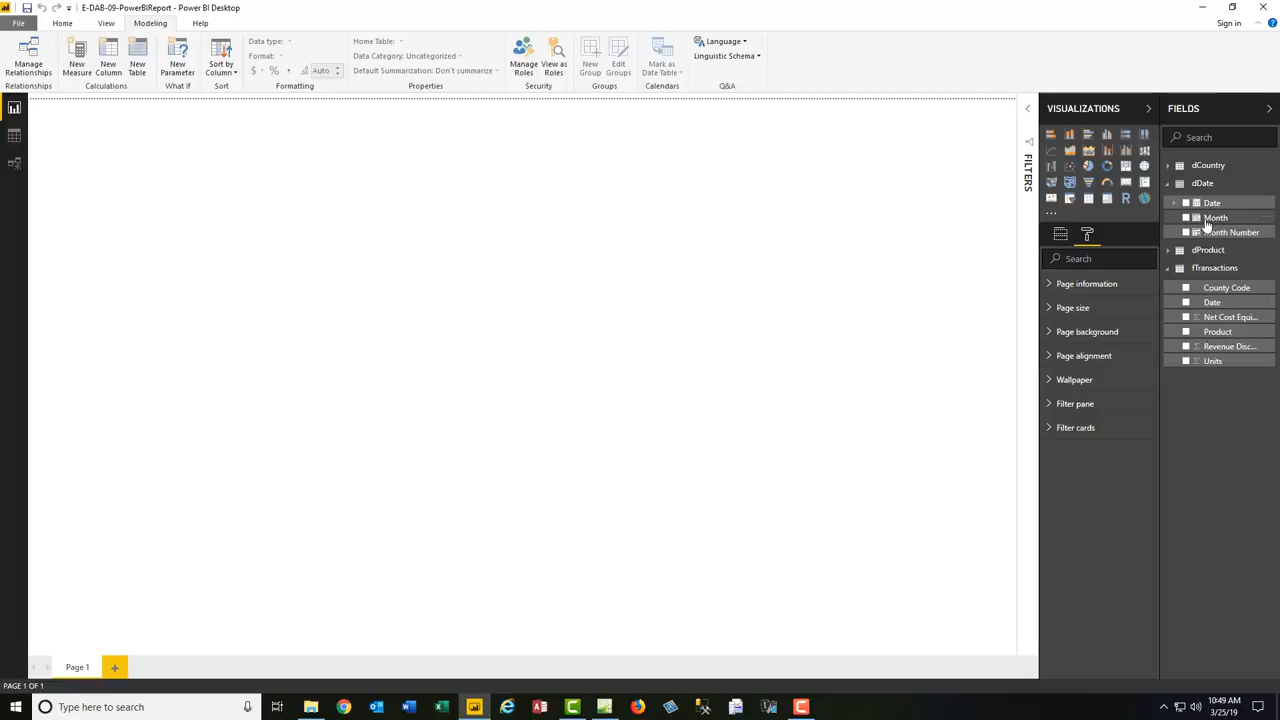 E-DAB-09-PowerBIReport - Power BI Desktop
File
Home
View
Modeling
Help
Sign in
Manage Relationships
Relationships
New Measure
New Column
New Table
Calculations
New Parameter
What If
Sort by Column
Sort
Data type:
Format:
$ % , .00 Auto
Formatting
Home Table:
Data Category: Uncategorized
Default Summarization: Don't summarize
Properties
Manage Roles
View as Roles
Security
New Group
Edit Groups
Groups
Mark as Date Table
Calendars
Language
Linguistic Schema
Q&A
FILTERS
VISUALIZATIONS
R
Search
Page information
Page size
Page background
Page alignment
Wallpaper
Filter pane
Filter cards
FIELDS
Search
dCountry
dDate
Date
Month
Month Number
dProduct
fTransactions
County Code
Date
Net Cost Equi...
Product
Revenue Disc...
Units
Page 1
PAGE 1 OF 1
Type here to search
10:49 AM
3/25/19